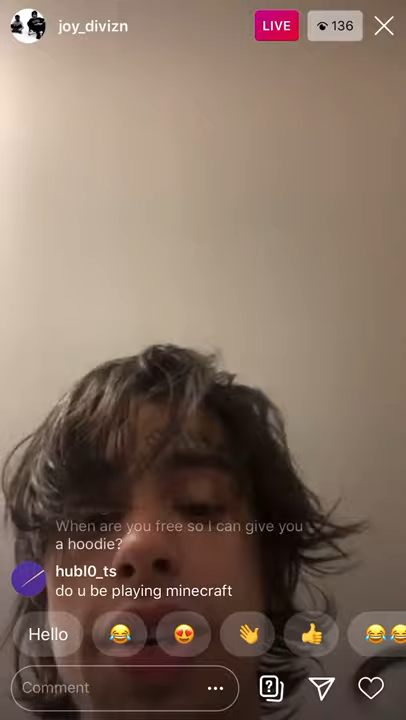 joy_divizn
LIVE
136
When are you free so I can give you
a hoodie?
hubl0_ts
do u be playing minecraft
Hello
Comment